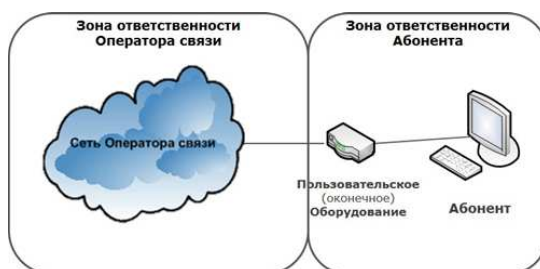 Зона ответственности
Оператора связи
Зона ответственности
Абонента
Сеть Оператора связи
Пользовательское
(оконечное)
Оборудование
Абонент